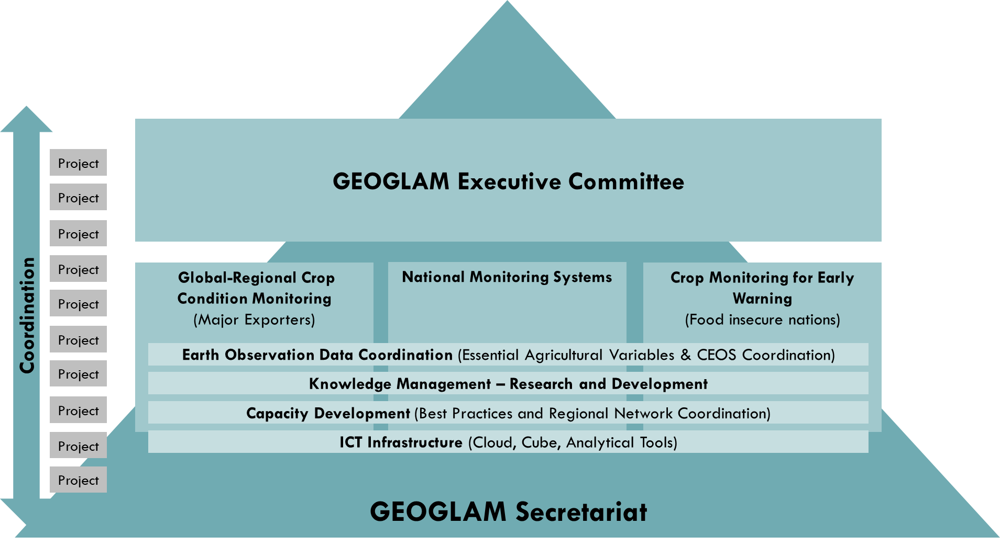 GEOGLAM Executive Committee
Coordination
Project
Project
Project
Project
Project
Project
Project
Project
Project
Project
Global-Regional Crop
Condition Monitoring
(Major Exporters)
National Monitoring Systems
Crop Monitoring for Early
Warning
(Food insecure nations)
Earth Observation Data Coordination (Essential Agricultural Variables & CEOS Coordination)
Knowledge Management – Research and Development
Capacity Development (Best Practices and Regional Network Coordination)
ICT Infrastructure (Cloud, Cube, Analytical Tools)
GEOGLAM Secretariat